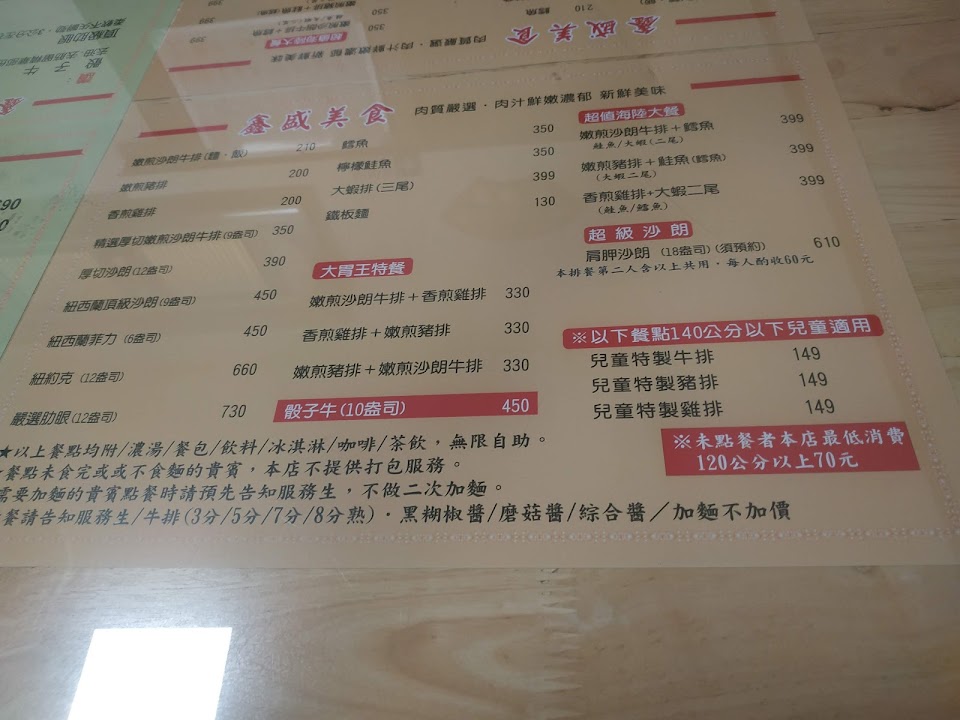 鑫盛美食
肉質嚴選．肉汁鮮嫩濃郁 新鮮美味
嫩煎沙朗牛排(麵、飯) 210
嫩煎豬排 200
香煎雞排 200
精選厚切嫩煎沙朗牛排(9盎司) 350
厚切沙朗(12盎司) 390
紐西蘭頂級沙朗(9盎司) 450
紐西蘭菲力(6盎司) 450
紐約克(12盎司) 660
嚴選肋眼(12盎司) 730
鱈魚 350
檸檬鮭魚 350
大蝦排(三尾) 399
鐵板麵 130
大胃王特餐
嫩煎沙朗牛排＋香煎雞排 330
香煎雞排＋嫩煎豬排 330
嫩煎豬排＋嫩煎沙朗牛排 330
骰子牛(10盎司) 450
超值海陸大餐
嫩煎沙朗牛排＋鱈魚 399
鮭魚/大蝦(二尾)
嫩煎豬排＋鮭魚(鱈魚) 399
(大蝦二尾)
香煎雞排+大蝦二尾 399
(鮭魚/鱈魚)
超級沙朗
肩胛沙朗 (18盎司)(須預約) 610
本排餐第二人含以上共用，每人酌收60元
※以下餐點140公分以下兒童適用
兒童特製牛排 149
兒童特製豬排 149
兒童特製雞排 149
※未點餐者本店最低消費
120公分以上70元
★以上餐點均附/濃湯/餐包/飲料/冰淇淋/咖啡/茶飲，無限自助。
餐點未食完或或不食麵的貴賓，本店不提供打包服務。
需要加麵的貴賓點餐時請預先告知服務生，不做二次加麵。
餐請告知服務生/牛排(3分/5分/7分/8分熟)．黑糊椒醬/磨菇醬/綜合醬／加麵不加價